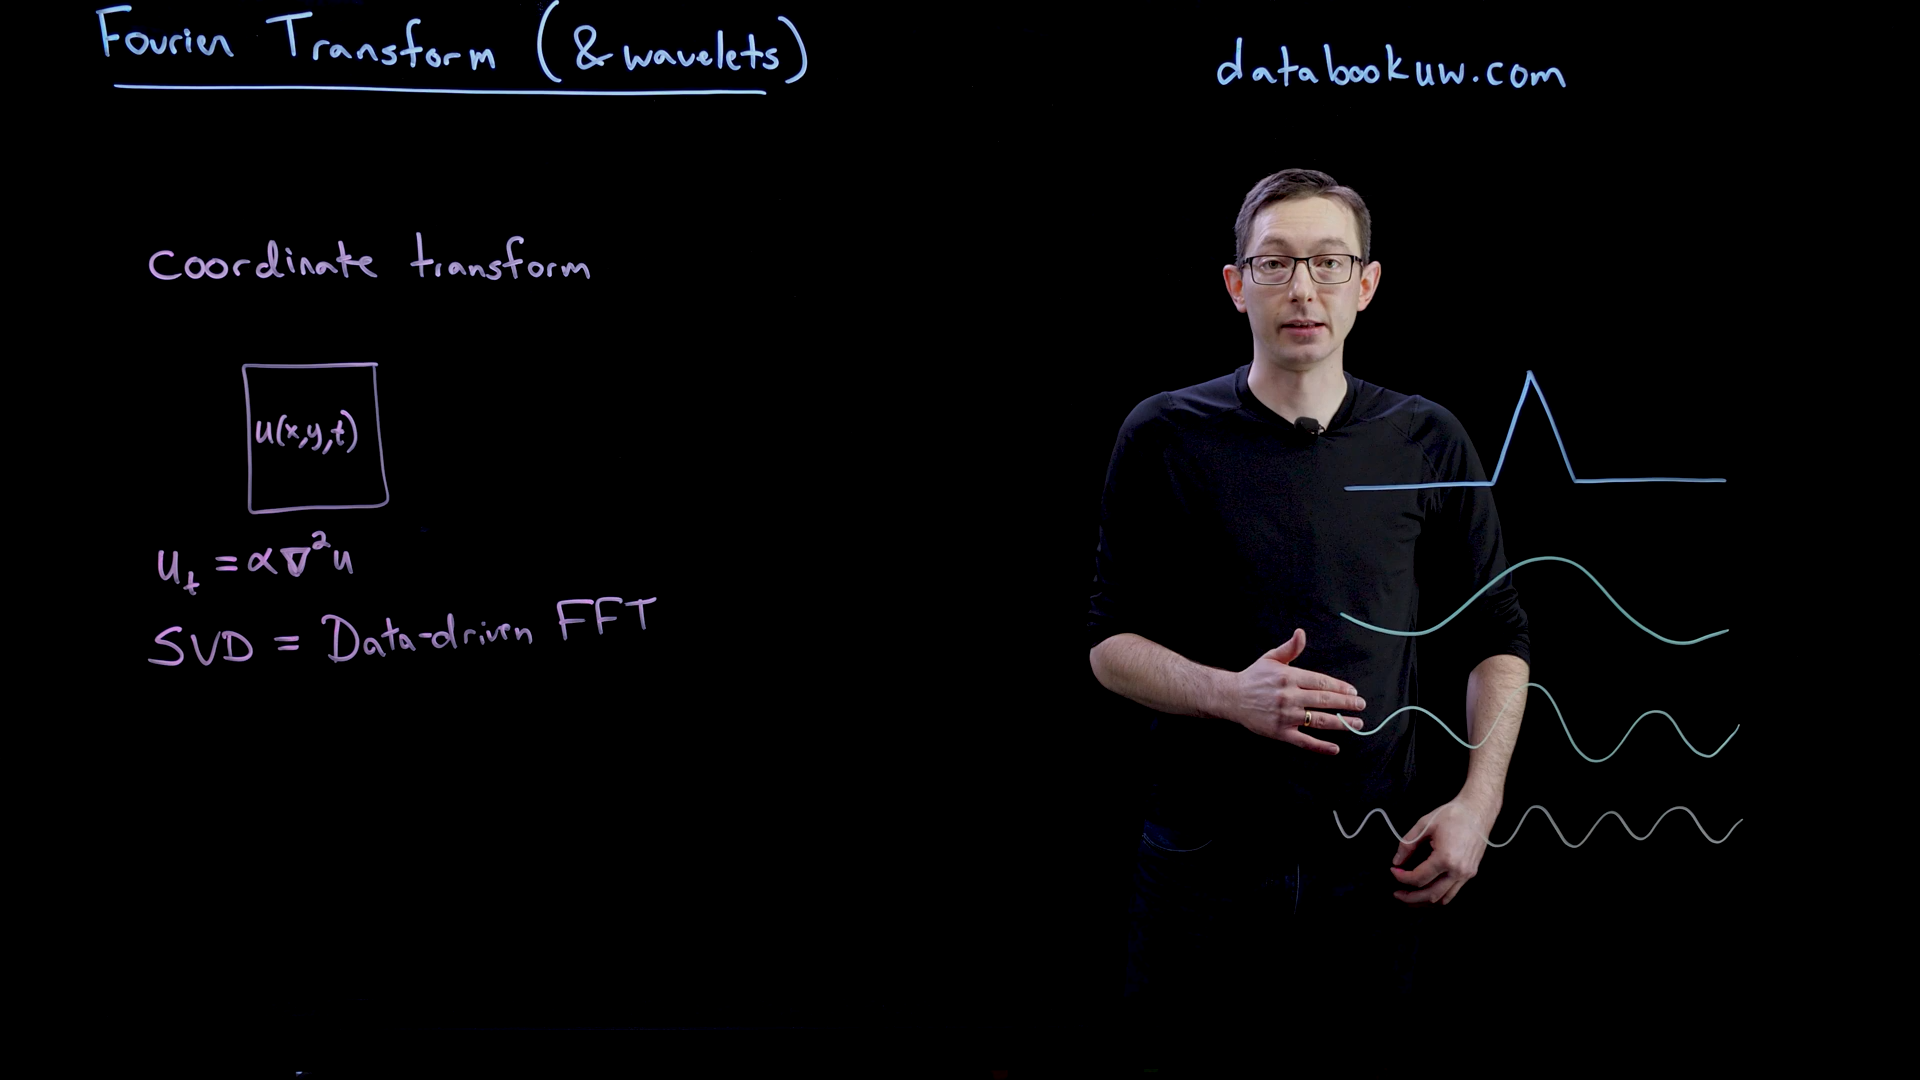 Fourier Transform (& wavelets)
databookuw.com
Coordinate transform
u(x,y,t)
u_t = α∇²u
SVD = Data-driven FFT